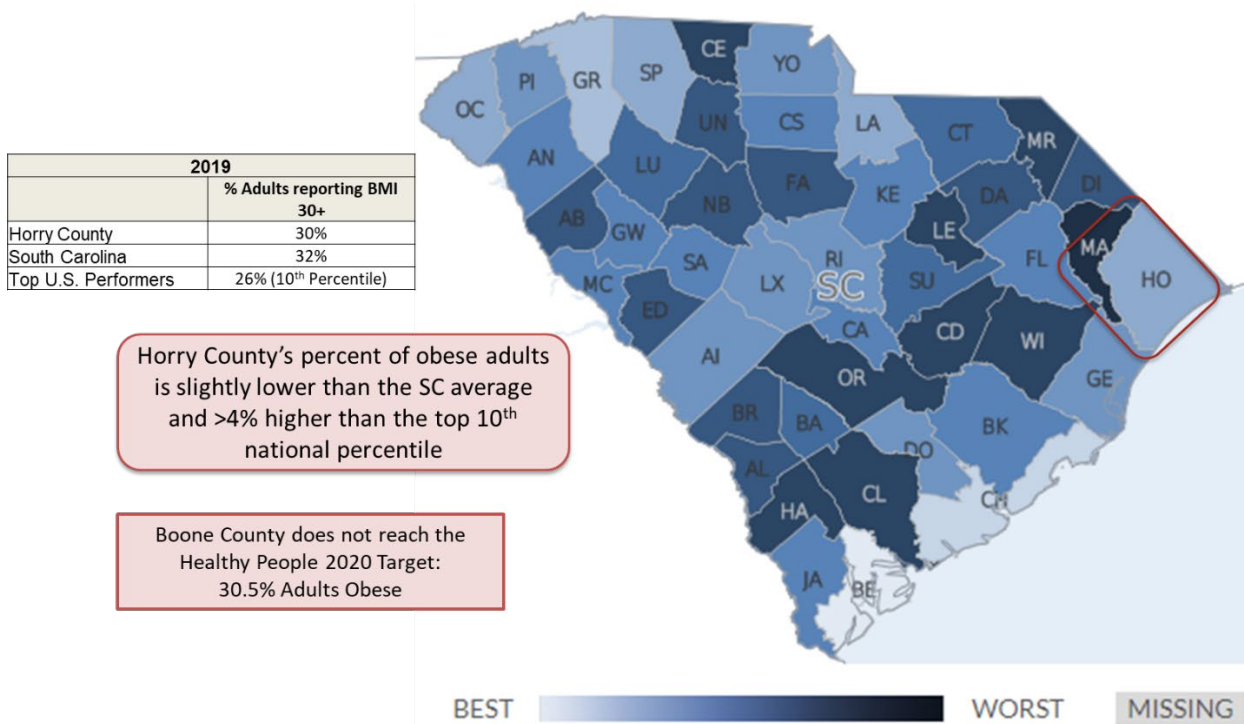 2019
% Adults reporting BMI
30+
Horry County 30%
South Carolina 32%
Top U.S. Performers 26% (10th Percentile)
Horry County’s percent of obese adults
is slightly lower than the SC average
and >4% higher than the top 10th
national percentile
Boone County does not reach the
Healthy People 2020 Target:
30.5% Adults Obese
CE
YO
SP
GR
PI
OC
UN
CS
LA
CT
MR
AN
LU
FA
KE
DA
DI
AB
NB
LE
GW
MA
SA
RI
FL
HO
MC
LX
SC
SU
ED
CA
CD
WI
AI
OR
GE
BR
BA
DO
BK
AL
CL
CH
HA
JA
BE
BEST WORST MISSING